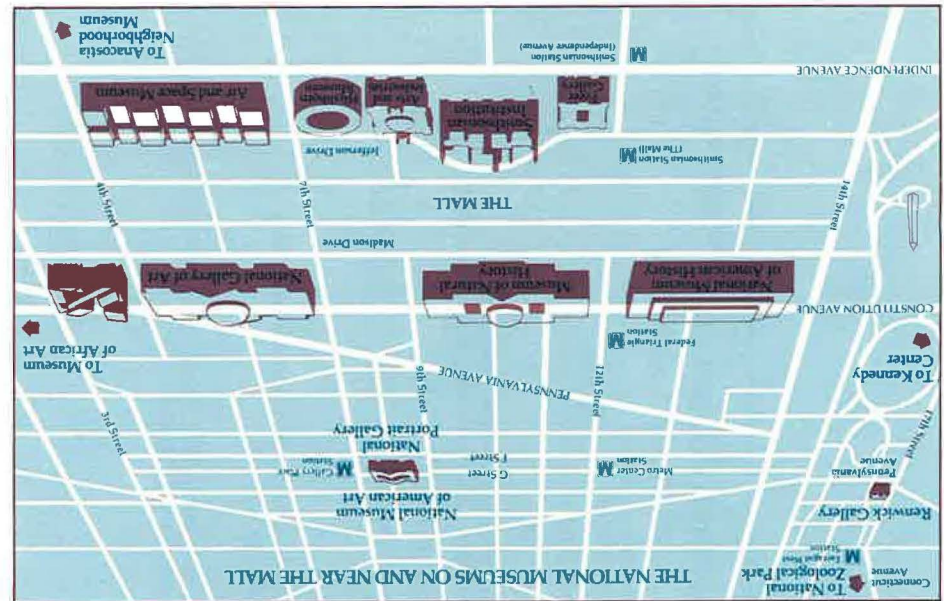 THE NATIONAL MUSEUMS ON AND NEAR THE MALL
Connecticut
Avenue
To National
Zoological Park
Farragut West
Station
M
Renwick Gallery
Pennsylvania
Avenue
17th Street
To Kennedy
Center
Metro Center
Station
M
G Street
F Street
National Museum
of American Art
National
Portrait Gallery
Gallery Place
Station
M
12th Street
PENNSYLVANIA AVENUE
9th Street
3rd Street
To Museum
of African Art
Federal Triangle
Station
M
CONSTITUTION AVENUE
National Museum
of American History
Museum of Natural
History
National Gallery of Art
Madison Drive
14th Street
THE MALL
7th Street
4th Street
Smithsonian Station
(The Mall)
M
Jefferson Drive
Freer
Gallery
Smithsonian
Institution
Arts and
Industries
Hirshhorn
Museum
Air and Space Museum
INDEPENDENCE AVENUE
Smithsonian Station
(Independence Avenue)
M
To Anacostia
Neighborhood
Museum